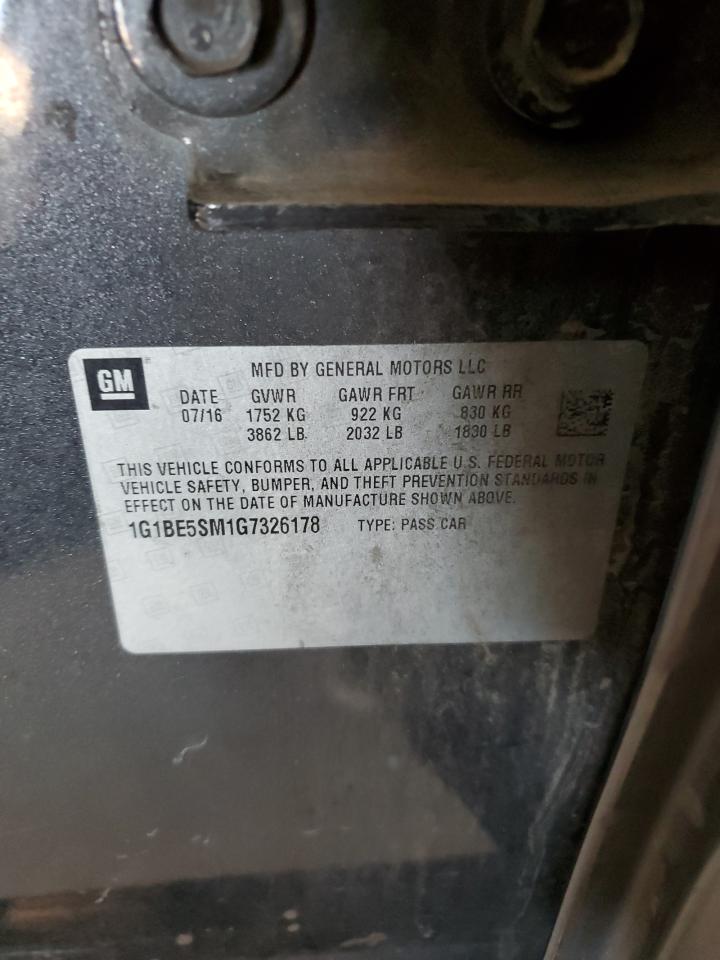 GM ®
MFD BY GENERAL MOTORS LLC
DATE GVWR GAWR FRT GAWR RR
07/16 1752 KG 922 KG 830 KG
3862 LB 2032 LB 1830 LB
THIS VEHICLE CONFORMS TO ALL APPLICABLE U.S. FEDERAL MOTOR
VEHICLE SAFETY, BUMPER, AND THEFT PREVENTION STANDARDS IN
EFFECT ON THE DATE OF MANUFACTURE SHOWN ABOVE.
1G1BE5SM1G7326178 TYPE: PASS CAR